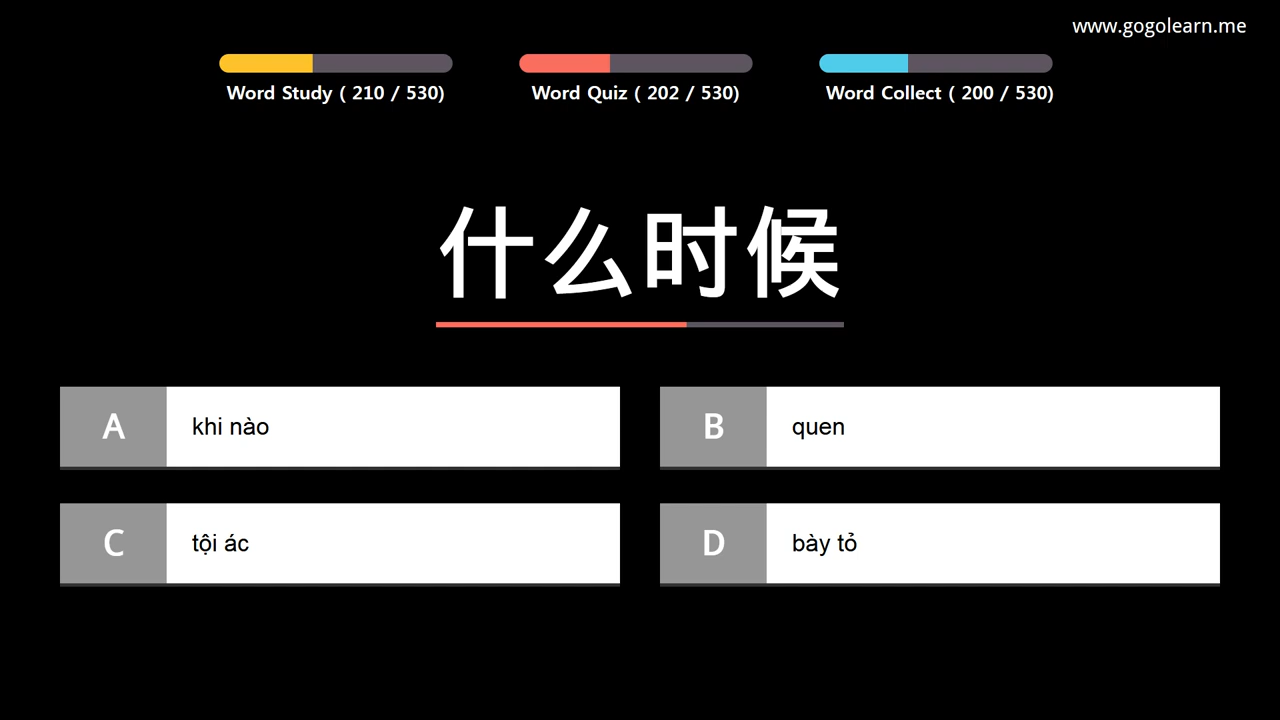 www.gogolearn.me
Word Study ( 210 / 530)
Word Quiz ( 202 / 530)
Word Collect ( 200 / 530)
什么时候
A khi nào
B quen
C tội ác
D bày tỏ